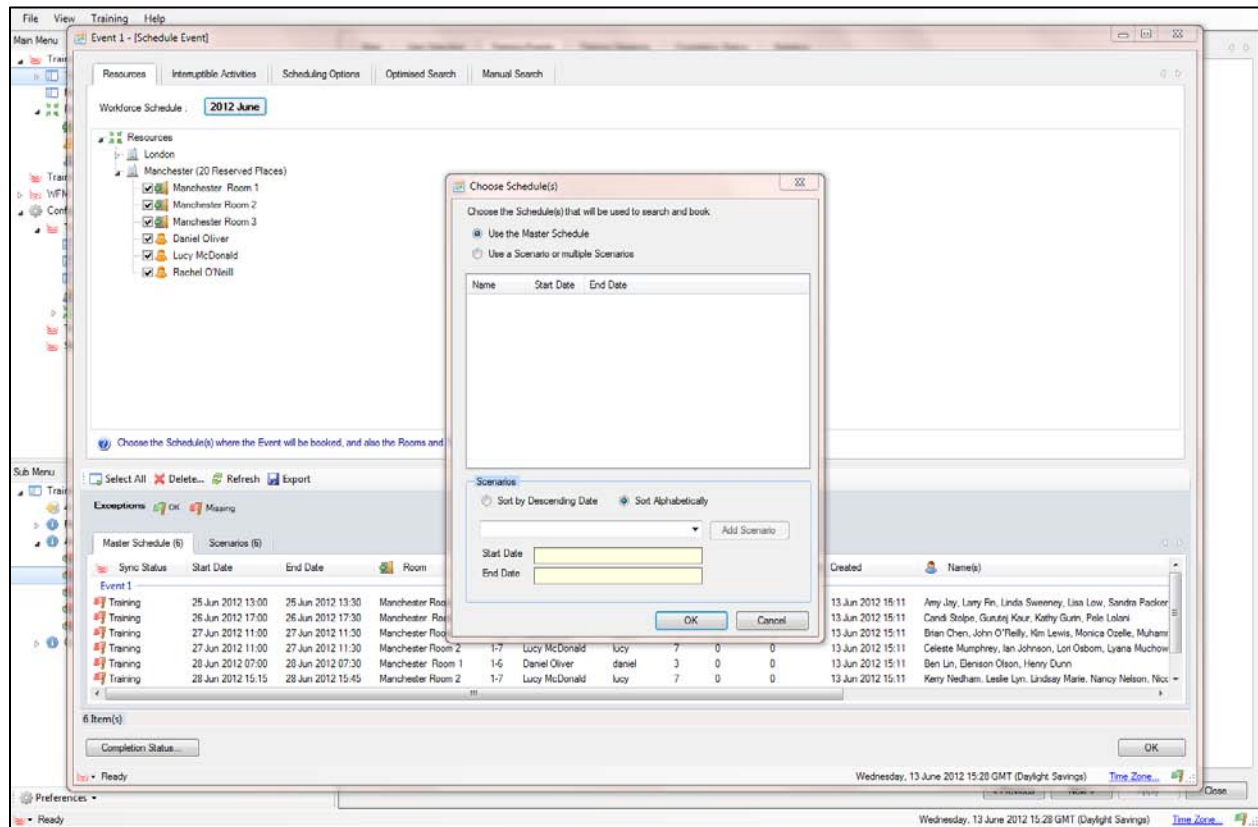 File View Training Help
Main Menu
Event 1 - [Schedule Event]
Resources Interruptible Activities Scheduling Options Optimised Search Manual Search
Workforce Schedule : 2012 June
Resources
London
Manchester (20 Reserved Places)
Manchester Room 1
Manchester Room 2
Manchester Room 3
Daniel Oliver
Lucy McDonald
Rachel O'Neill
Choose the Schedule(s) where the Event will be booked, and also the Rooms and
Choose Schedule(s)
Choose the Schedule(s) that will be used to search and book
Use the Master Schedule
Use a Scenario or multiple Scenarios
Name Start Date End Date
Scenarios
Sort by Descending Date Sort Alphabetically
Add Scenario
Start Date
End Date
OK Cancel
Sub Menu
Select All Delete... Refresh Export
Exceptions OK Missing
Master Schedule (6) Scenarios (6)
Sync Status Start Date End Date Room Created Name(s)
Event 1
Training 25 Jun 2012 13:00 25 Jun 2012 13:30 Manchester 13 Jun 2012 15:11 Amy Jay, Larry Fin, Linda Sweeney, Lisa Low, Sandra Packer
Training 26 Jun 2012 17:00 26 Jun 2012 17:30 Manchester 13 Jun 2012 15:11 Candi Stolpe, Gurutej Kaur, Kathy Gurin, Pele Lolani
Training 27 Jun 2012 11:00 27 Jun 2012 11:30 Manchester 13 Jun 2012 15:11 Brian Chen, John O'Reilly, Kim Lewis, Monica Ozelle, Muhamm
Training 27 Jun 2012 11:00 27 Jun 2012 11:30 Manchester Room 2 1-7 Lucy McDonald lucy 7 0 0 13 Jun 2012 15:11 Celeste Mumphrey, Ian Johnson, Lori Osborn, Lyana Muchow
Training 28 Jun 2012 07:00 28 Jun 2012 07:30 Manchester Room 1 1-6 Daniel Oliver daniel 3 0 0 13 Jun 2012 15:11 Ben Lin, Elenison Olson, Henry Dunn
Training 28 Jun 2012 15:15 28 Jun 2012 15:45 Manchester Room 2 1-7 Lucy McDonald lucy 7 0 0 13 Jun 2012 15:11 Kerry Nedham, Leslie Lyn, Lindsay Marie, Nancy Nelson, Nicc
6 Item(s)
Completion Status... OK
Ready Wednesday, 13 June 2012 15:28 GMT (Daylight Savings) Time Zone...
Preferences Close
Ready Wednesday, 13 June 2012 15:28 GMT (Daylight Savings) Time Zone...